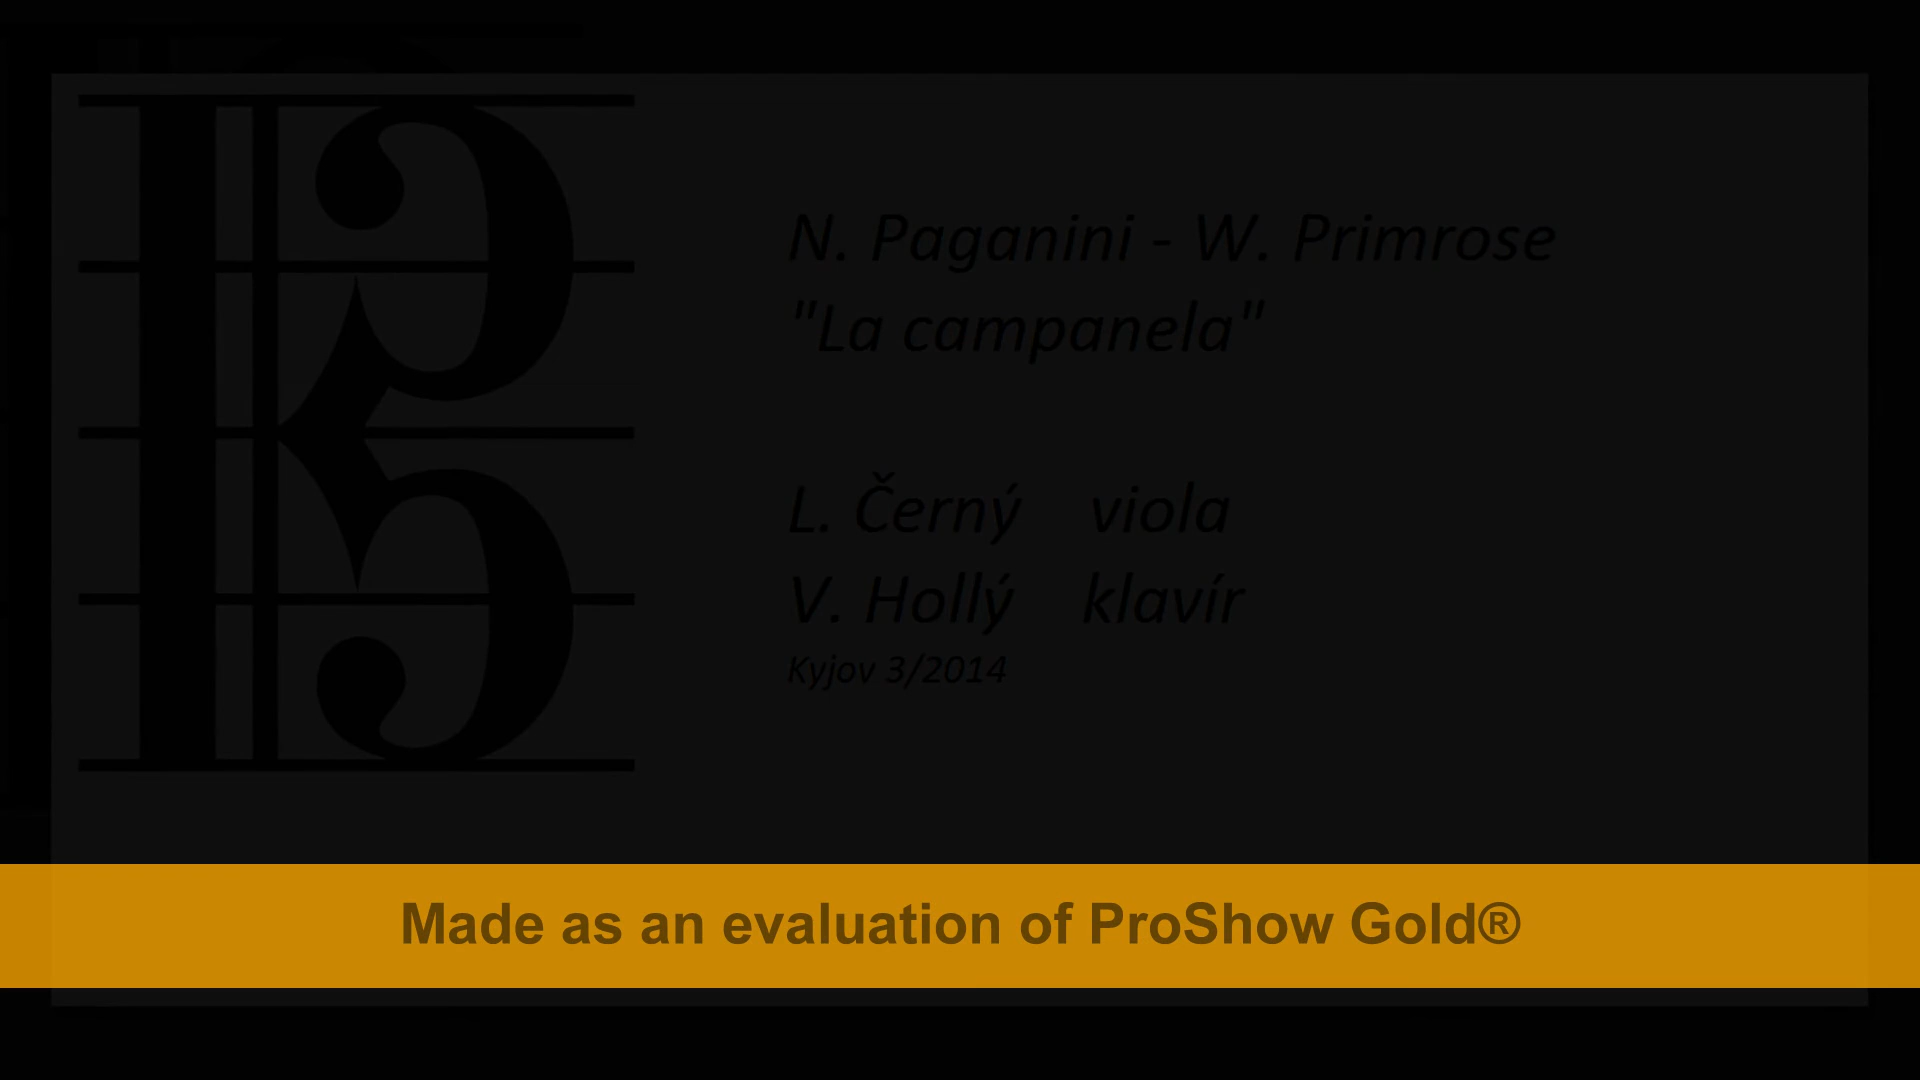 N. Paganini - W. Primrose
"La campanela"
L. Černý viola
V. Hollý klavír
Kyjov 3/2014
Made as an evaluation of ProShow Gold®